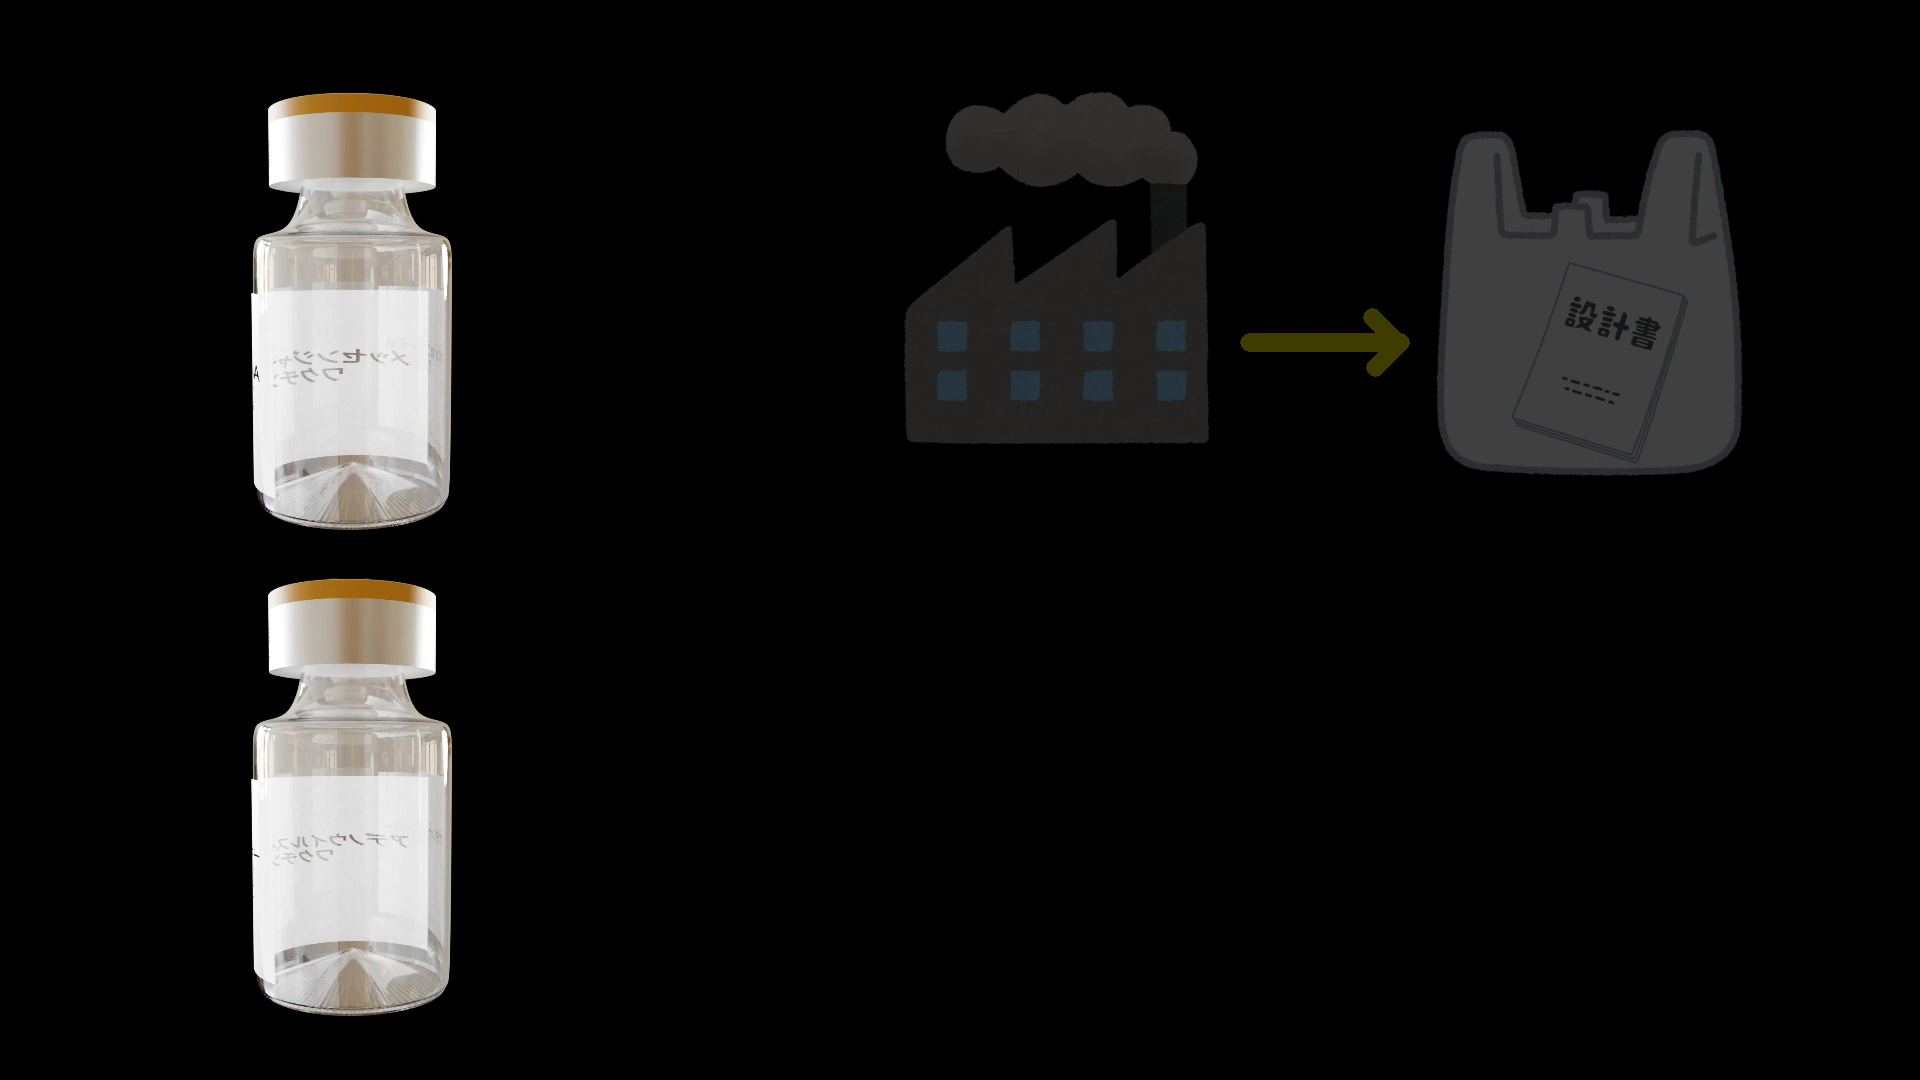 メッセンジャー
ワクチン
設計書
アデノウイルス
ワクチン